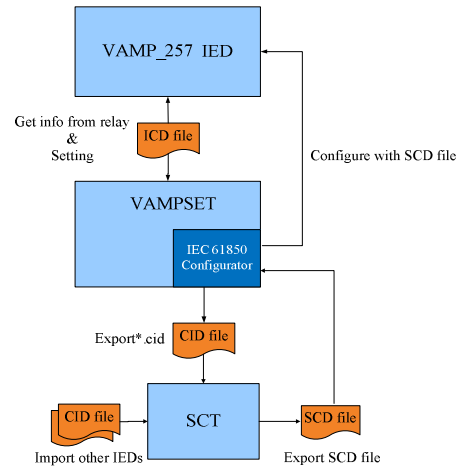 VAMP_257 IED
Get info from relay
&
Setting
ICD file
Configure with SCD file
VAMPSET
IEC 61850
Configurator
Export*.cid
CID file
CID file
SCT
SCD file
Import other IEDs
Export SCD file